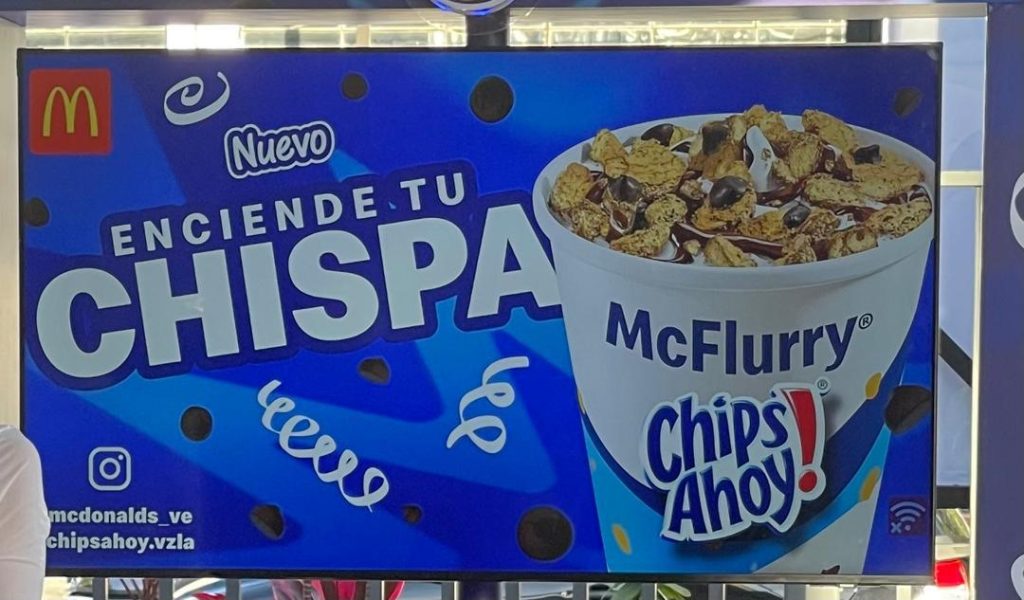 Nuevo
ENCIENDE TU
CHISPA
McFlurry®
Chips
Ahoy!®
mcdonalds_ve
chipsahoy.vzla